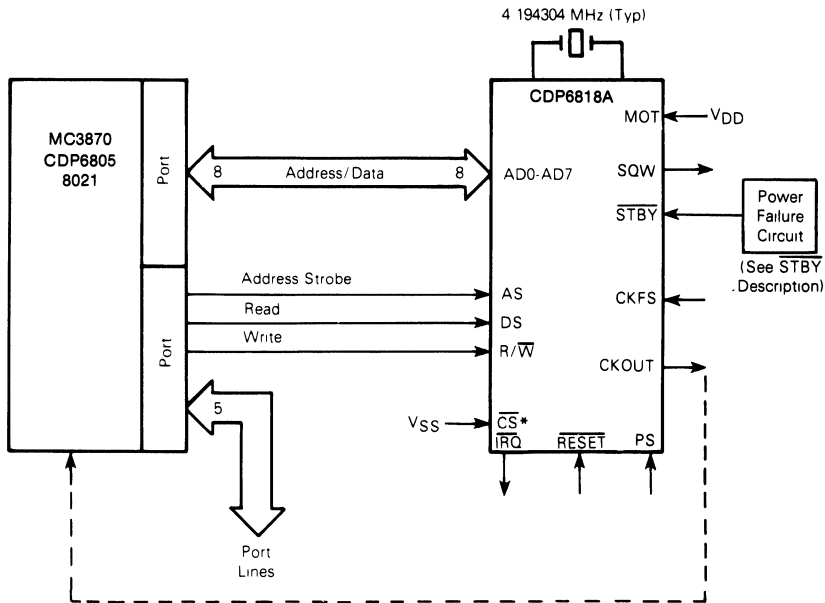 4 194304 MHz (Typ)
MC3870
CDP6805
8021
Port
Port
8 Address/Data 8
Address Strobe
Read
Write
5
Port
Lines
VSS
CDP6818A
MOT
VDD
AD0-AD7
SQW
STBY
Power
Failure
Circuit
(See STBY
.Description)
AS
DS
R/W
CKFS
CKOUT
CS*
IRQ
RESET
PS